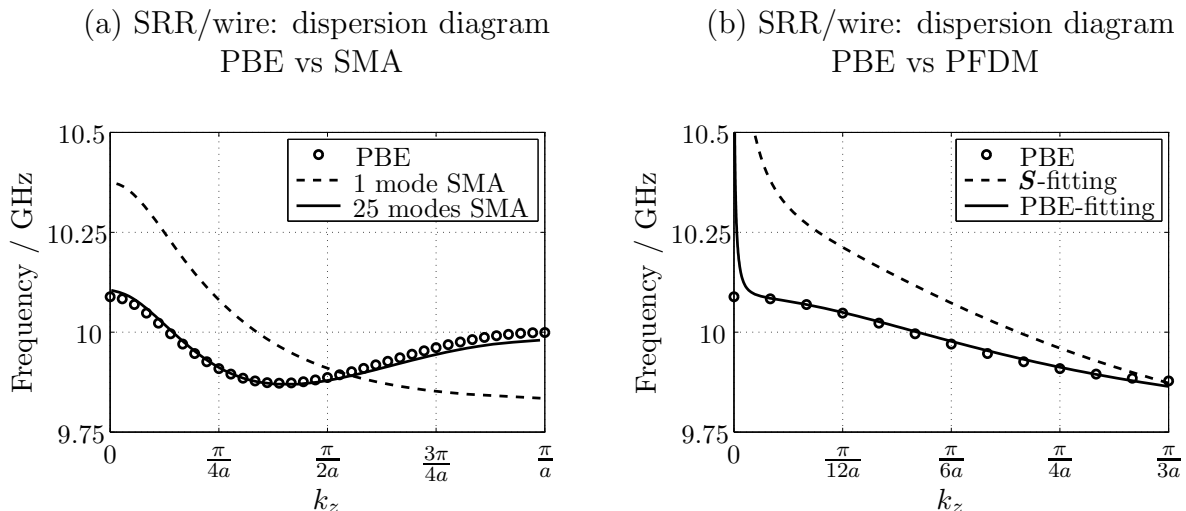 (a) SRR/wire: dispersion diagram
PBE vs SMA
10.5
10.25
10
9.75
Frequency / GHz
PBE
1 mode SMA
25 modes SMA
0
π/4a
π/2a
3π/4a
π/a
k_z
(b) SRR/wire: dispersion diagram
PBE vs PFDM
10.5
10.25
10
9.75
Frequency / GHz
PBE
S-fitting
PBE-fitting
0
π/12a
π/6a
π/4a
π/3a
k_z